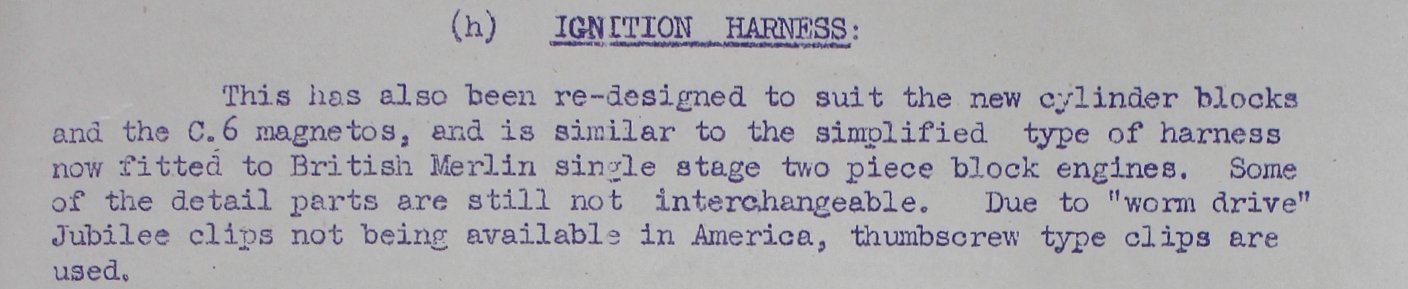 (h) IGNITION HARNESS:
This has also been re-designed to suit the new cylinder blocks
and the C.6 magnetos, and is similar to the simplified type of harness
now fitted to British Merlin single stage two piece block engines. Some
of the detail parts are still not interchangeable. Due to "worm drive"
Jubilee clips not being available in America, thumbscrew type clips are
used.